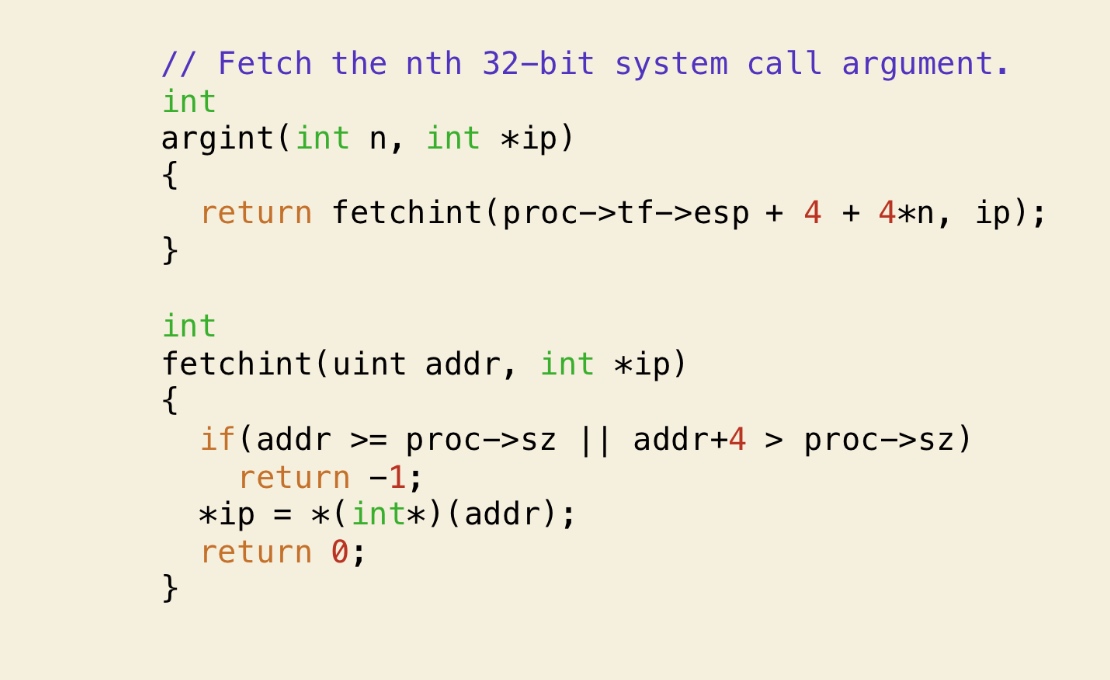 // Fetch the nth 32-bit system call argument.
int
argint(int n, int *ip)
{
  return fetchint(proc->tf->esp + 4 + 4*n, ip);
}

int
fetchint(uint addr, int *ip)
{
  if(addr >= proc->sz || addr+4 > proc->sz)
    return -1;
  *ip = *(int*)(addr);
  return 0;
}